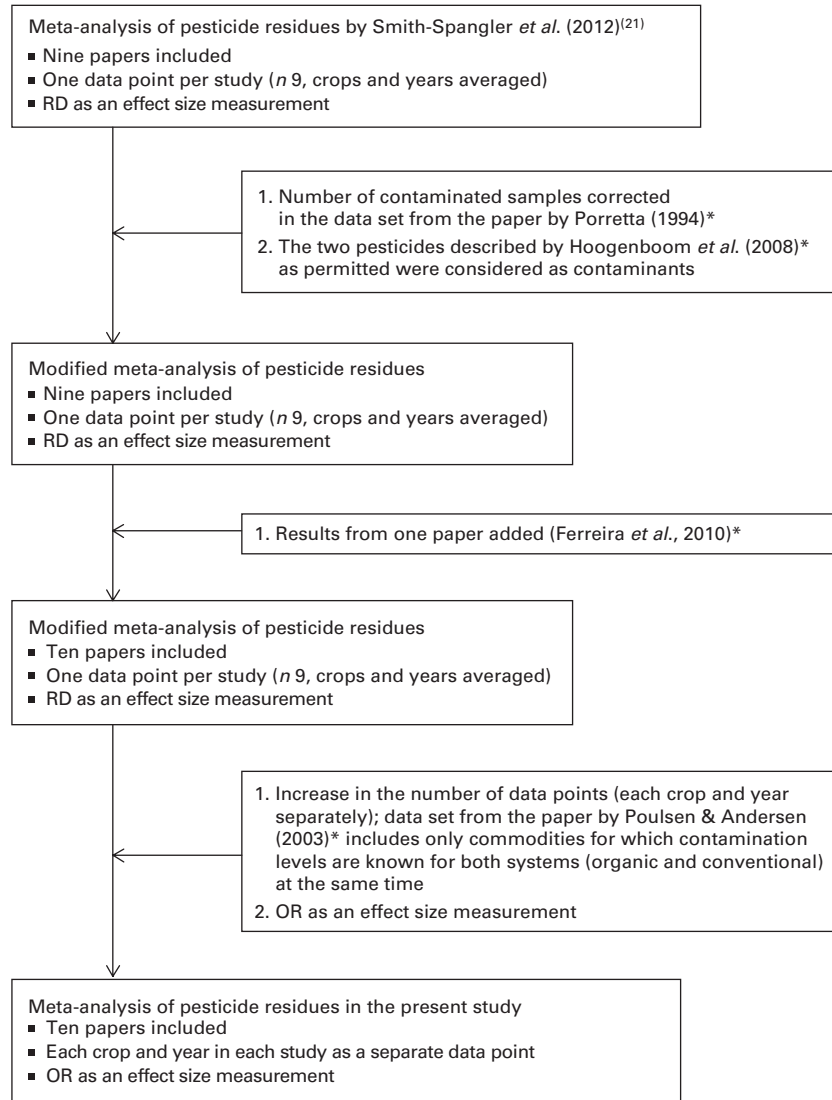 Meta-analysis of pesticide residues by Smith-Spangler et al. (2012)(21)
▪ Nine papers included
▪ One data point per study (n 9, crops and years averaged)
▪ RD as an effect size measurement
1. Number of contaminated samples corrected
in the data set from the paper by Porretta (1994)*
2. The two pesticides described by Hoogenboom et al. (2008)*
as permitted were considered as contaminants
Modified meta-analysis of pesticide residues
▪ Nine papers included
▪ One data point per study (n 9, crops and years averaged)
▪ RD as an effect size measurement
1. Results from one paper added (Ferreira et al., 2010)*
Modified meta-analysis of pesticide residues
▪ Ten papers included
▪ One data point per study (n 9, crops and years averaged)
▪ RD as an effect size measurement
1. Increase in the number of data points (each crop and year
separately); data set from the paper by Poulsen & Andersen
(2003)* includes only commodities for which contamination
levels are known for both systems (organic and conventional)
at the same time
2. OR as an effect size measurement
Meta-analysis of pesticide residues in the present study
▪ Ten papers included
▪ Each crop and year in each study as a separate data point
▪ OR as an effect size measurement